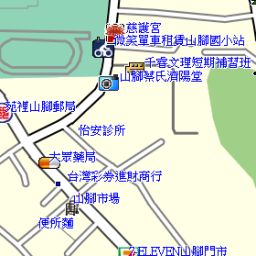 慈護宮
微笑單車租賃山腳國小站
千睿文理短期補習班
山腳蔡氏濟陽堂
苑裡山腳郵局
怡安診所
大眾藥局
台灣彩券進財商行
山腳市場
便所麵
7-ELEVEN山腳門市